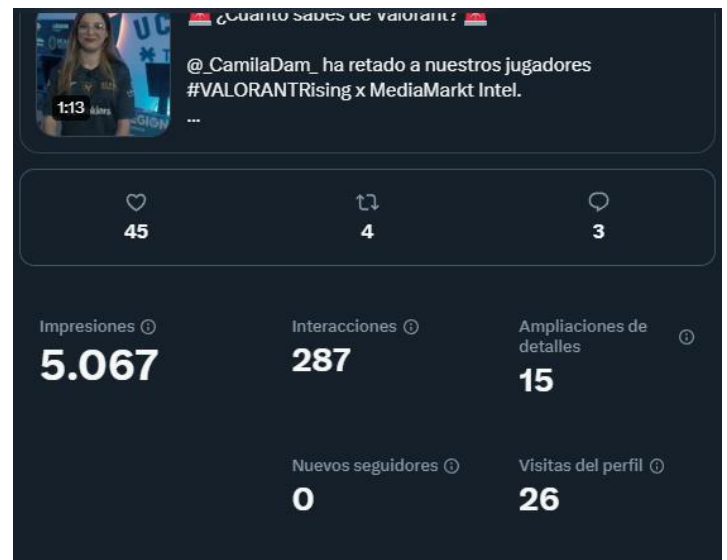 🚨 ¿Cuánto sabes de Valorant? 🚨
@_CamilaDam_ ha retado a nuestros jugadores
#VALORANTRising x MediaMarkt Intel.
...
1:13
45
4
3
Impresiones
5.067
Interacciones
287
Ampliaciones de
detalles
15
Nuevos seguidores
0
Visitas del perfil
26